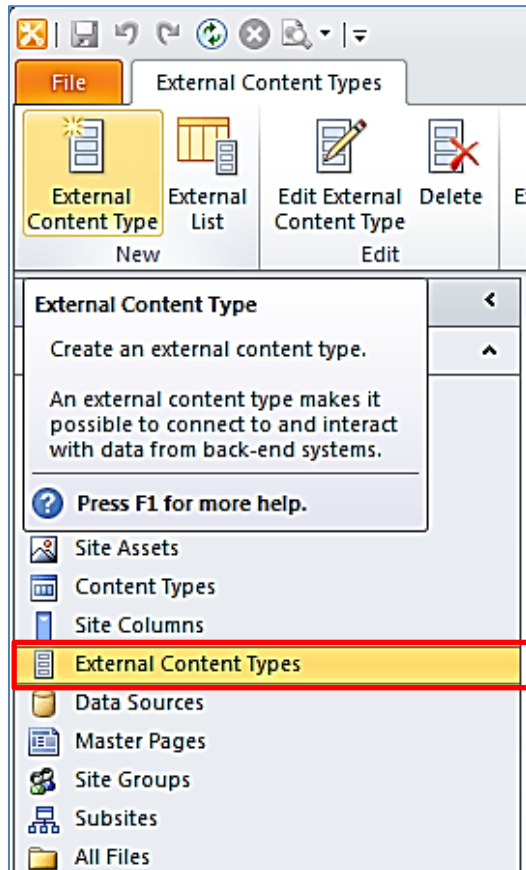 File
External Content Types
External
Content Type
External
List
Edit External
Content Type
Delete
E
New
Edit
External Content Type
Create an external content type.
An external content type makes it
possible to connect to and interact
with data from back-end systems.
Press F1 for more help.
Site Assets
Content Types
Site Columns
External Content Types
Data Sources
Master Pages
Site Groups
Subsites
All Files